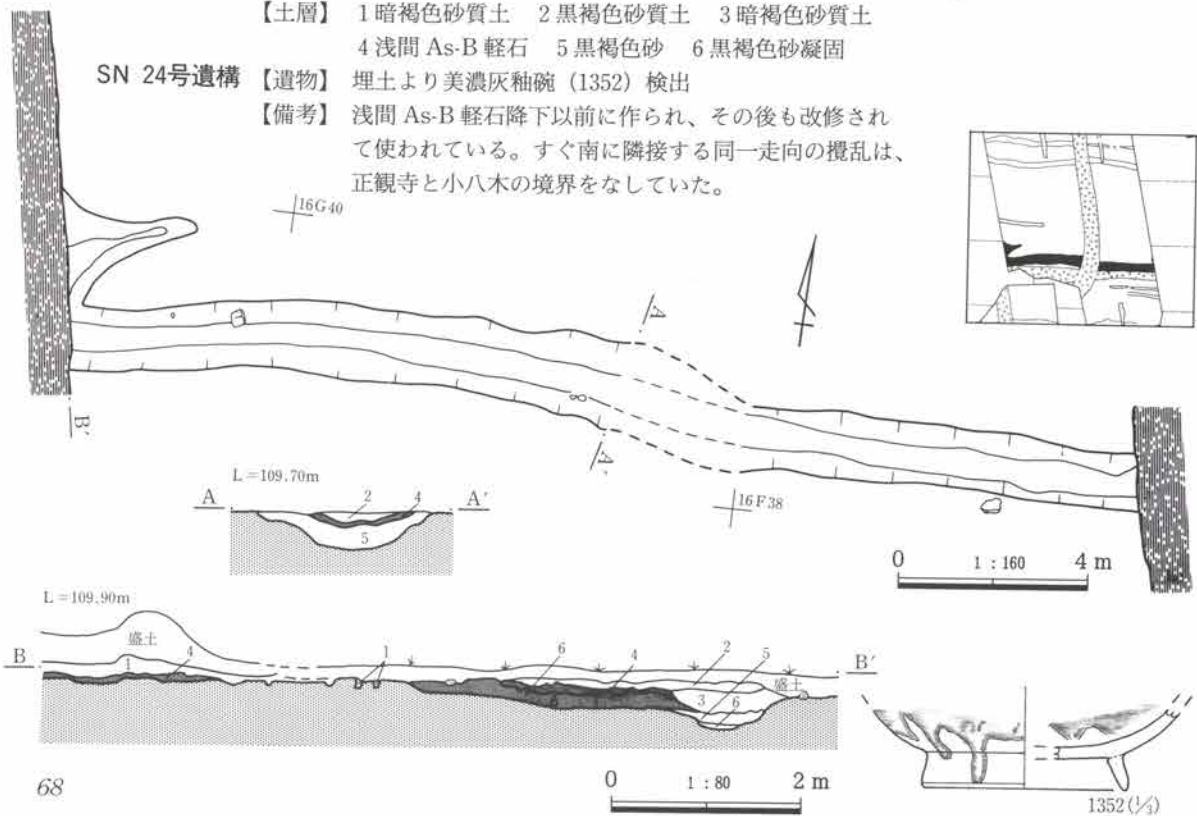 【土層】 1暗褐色砂質土 2黒褐色砂質土 3暗褐色砂質土
4浅間 As-B 軽石 5黒褐色砂 6黒褐色砂凝固
SN 24号遺構 【遺物】 埋土より美濃灰釉碗（1352）検出
【備考】 浅間 As-B 軽石降下以前に作られ、その後も改修され
て使われている。すぐ南に隣接する同一走向の攪乱は、
正観寺と小八木の境界をなしていた。
16G40
A
B'
A'
16F38
L＝109.70m
A 2 4 A'
5
0 1：160 4 m
L＝109.90m
盛土
B 1 4 1 6 4 2 5 B'
3 6 盛土
68
0 1：80 2 m
1352(1/3)